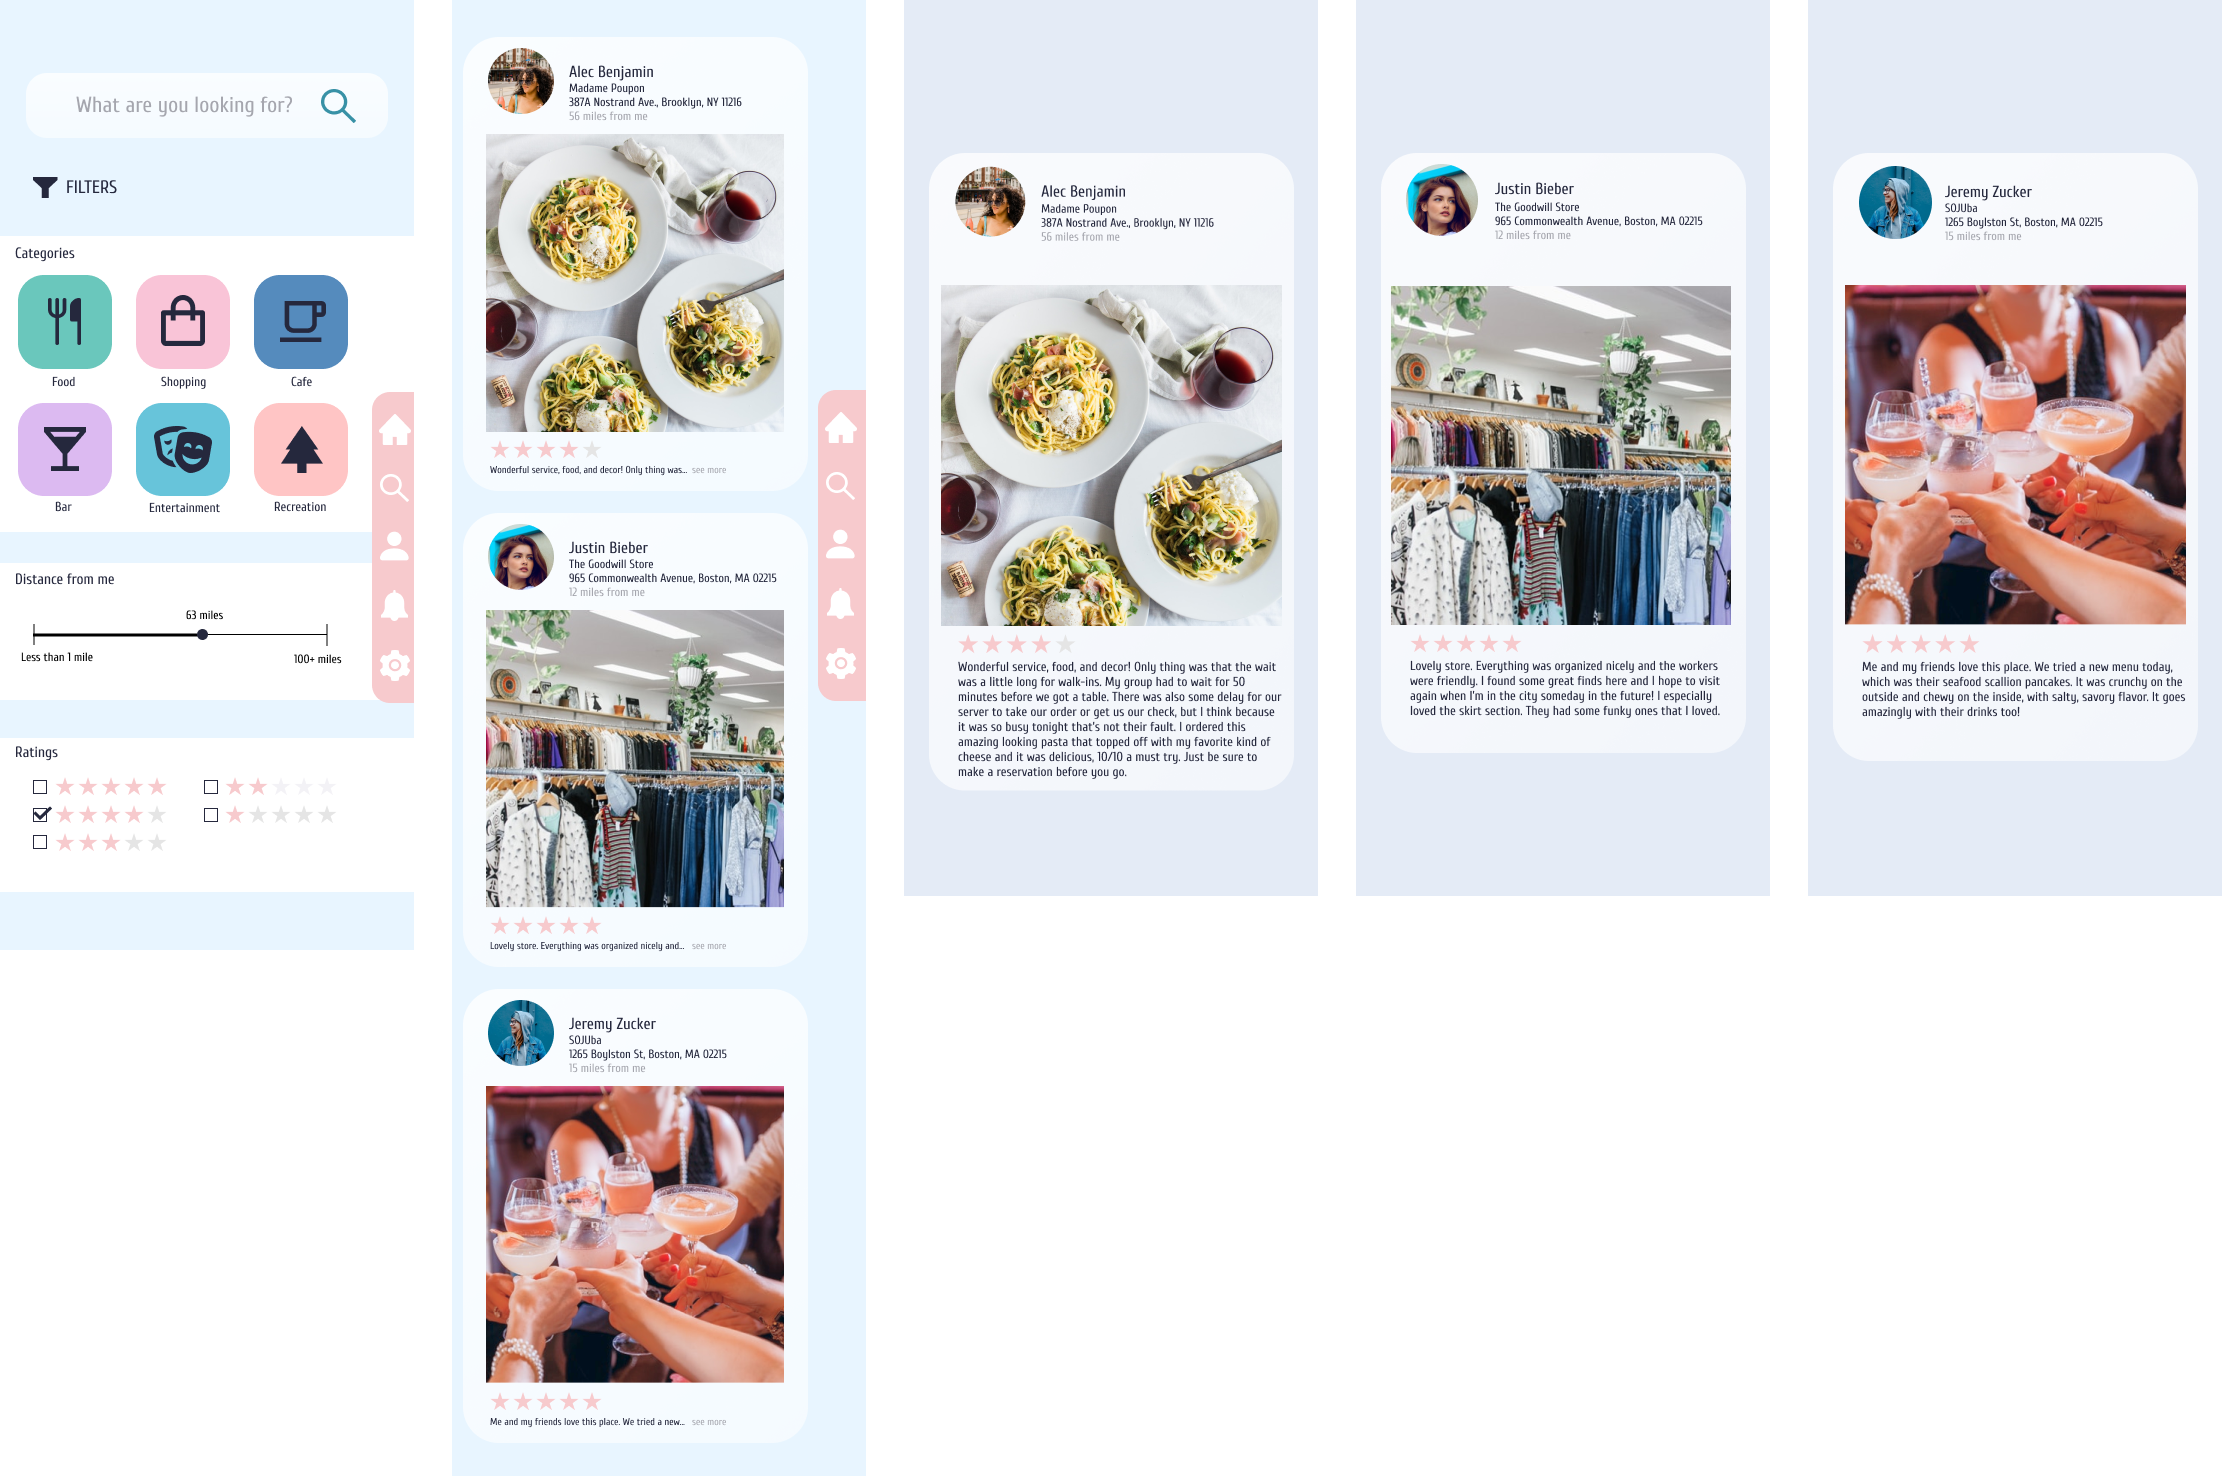 What are you looking for?
FILTERS
Categories
Food
Shopping
Cafe
Bar
Entertainment
Recreation
Distance from me
63 miles
Less than 1 mile
100+ miles
Ratings
Alec Benjamin
Madame Poupon
387A Nostrand Ave., Brooklyn, NY 11216
56 miles from me
Wonderful service, food, and decor! Only thing was... see more
Justin Bieber
The Goodwill Store
965 Commonwealth Avenue, Boston, MA 02215
12 miles from me
Lovely store. Everything was organized nicely and... see more
Jeremy Zucker
SOJUba
1265 Boylston St, Boston, MA 02215
15 miles from me
Me and my friends love this place. We tried a new... see more
Alec Benjamin
Madame Poupon
387A Nostrand Ave., Brooklyn, NY 11216
56 miles from me
Wonderful service, food, and decor! Only thing was that the wait
was a little long for walk-ins. My group had to wait for 50
minutes before we got a table. There was also some delay for our
server to take our order or get us our check, but I think because
it was so busy tonight that's not their fault. I ordered this
amazing looking pasta that topped off with my favorite kind of
cheese and it was delicious, 10/10 a must try. Just be sure to
make a reservation before you go.
Justin Bieber
The Goodwill Store
965 Commonwealth Avenue, Boston, MA 02215
12 miles from me
Lovely store. Everything was organized nicely and the workers
were friendly. I found some great finds here and I hope to visit
again when I'm in the city someday in the future! I especially
loved the skirt section. They had some funky ones that I loved.
Jeremy Zucker
SOJUba
1265 Boylston St, Boston, MA 02215
15 miles from me
Me and my friends love this place. We tried a new menu today,
which was their seafood scallion pancakes. It was crunchy on the
outside and chewy on the inside, with salty, savory flavor. It goes
amazingly with their drinks too!